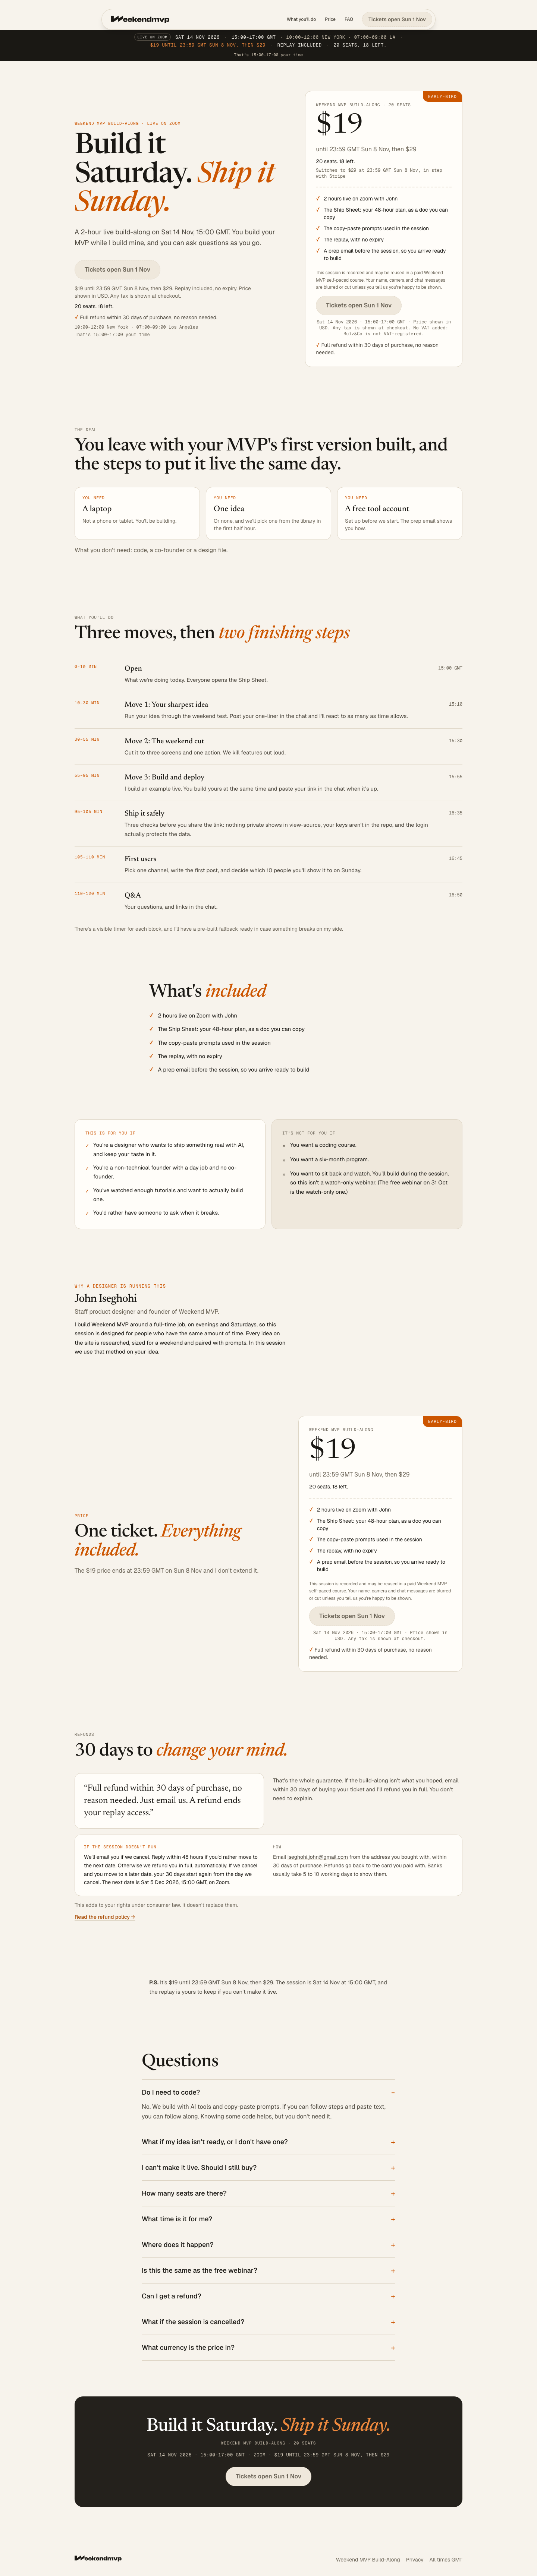 Weekendmvp
What you'll do
Price
FAQ
Tickets open Sun 1 Nov
LIVE ON ZOOM SAT 14 NOV 2026 15:00-17:00 GMT · 10:00-12:00 NEW YORK · 07:00-09:00 LA
$19 UNTIL 23:59 GMT SUN 8 NOV, THEN $29 REPLAY INCLUDED 20 SEATS. 18 LEFT.
That's 15:00-17:00 your time
WEEKEND MVP BUILD-ALONG · LIVE ON ZOOM
Build it
Saturday. Ship it
Sunday.
A 2-hour live build-along on Sat 14 Nov, 15:00 GMT. You build your
MVP while I build mine, and you can ask questions as you go.
Tickets open Sun 1 Nov
$19 until 23:59 GMT Sun 8 Nov, then $29. Replay included, no expiry. Price
shown in USD. Any tax is shown at checkout.
20 seats. 18 left.
✓ Full refund within 30 days of purchase, no reason needed.
10:00-12:00 New York · 07:00-09:00 Los Angeles
That's 15:00-17:00 your time
EARLY-BIRD
WEEKEND MVP BUILD-ALONG · 20 SEATS
$19
until 23:59 GMT Sun 8 Nov, then $29
20 seats. 18 left.
Switches to $29 at 23:59 GMT Sun 8 Nov, in step
with Stripe
✓ 2 hours live on Zoom with John
✓ The Ship Sheet: your 48-hour plan, as a doc you can
copy
✓ The copy-paste prompts used in the session
✓ The replay, with no expiry
✓ A prep email before the session, so you arrive ready
to build
This session is recorded and may be reused in a paid Weekend
MVP self-paced course. Your name, camera and chat messages
are blurred or cut unless you tell us you're happy to be shown.
Tickets open Sun 1 Nov
Sat 14 Nov 2026 · 15:00-17:00 GMT · Price shown in
USD. Any tax is shown at checkout. No VAT added:
Rulz&Co is not VAT-registered.
✓ Full refund within 30 days of purchase, no reason
needed.
THE DEAL
You leave with your MVP's first version built, and
the steps to put it live the same day.
YOU NEED
A laptop
Not a phone or tablet. You'll be building.
YOU NEED
One idea
Or none, and we'll pick one from the library in
the first half hour.
YOU NEED
A free tool account
Set up before we start. The prep email shows
you how.
What you don't need: code, a co-founder or a design file.
WHAT YOU'LL DO
Three moves, then two finishing steps
0-10 MIN
Open
15:00 GMT
What we're doing today. Everyone opens the Ship Sheet.
10-30 MIN
Move 1: Your sharpest idea
15:10
Run your idea through the weekend test. Post your one-liner in the chat and I'll react to as many as time allows.
30-55 MIN
Move 2: The weekend cut
15:30
Cut it to three screens and one action. We kill features out loud.
55-95 MIN
Move 3: Build and deploy
15:55
I build an example live. You build yours at the same time and paste your link in the chat when it's up.
95-105 MIN
Ship it safely
16:35
Three checks before you share the link: nothing private shows in view-source, your keys aren't in the repo, and the login
actually protects the data.
105-110 MIN
First users
16:45
Pick one channel, write the first post, and decide which 10 people you'll show it to on Sunday.
110-120 MIN
Q&A
16:50
Your questions, and links in the chat.
There's a visible timer for each block, and I'll have a pre-built fallback ready in case something breaks on my side.
What's included
✓ 2 hours live on Zoom with John
✓ The Ship Sheet: your 48-hour plan, as a doc you can copy
✓ The copy-paste prompts used in the session
✓ The replay, with no expiry
✓ A prep email before the session, so you arrive ready to build
THIS IS FOR YOU IF
✓ You're a designer who wants to ship something real with AI,
and keep your taste in it.
✓ You're a non-technical founder with a day job and no co-
founder.
✓ You've watched enough tutorials and want to actually build
one.
✓ You'd rather have someone to ask when it breaks.
IT'S NOT FOR YOU IF
× You want a coding course.
× You want a six-month program.
× You want to sit back and watch. You'll build during the session,
so this isn't a watch-only webinar. (The free webinar on 31 Oct
is the watch-only one.)
WHY A DESIGNER IS RUNNING THIS
John Iseghohi
Staff product designer and founder of Weekend MVP.
I build Weekend MVP around a full-time job, on evenings and Saturdays, so this
session is designed for people who have the same amount of time. Every idea on
the site is researched, sized for a weekend and paired with prompts. In this session
we use that method on your idea.
PRICE
One ticket. Everything
included.
The $19 price ends at 23:59 GMT on Sun 8 Nov and I don't extend it.
EARLY-BIRD
WEEKEND MVP BUILD-ALONG
$19
until 23:59 GMT Sun 8 Nov, then $29
20 seats. 18 left.
✓ 2 hours live on Zoom with John
✓ The Ship Sheet: your 48-hour plan, as a doc you can
copy
✓ The copy-paste prompts used in the session
✓ The replay, with no expiry
✓ A prep email before the session, so you arrive ready to
build
This session is recorded and may be reused in a paid Weekend MVP
self-paced course. Your name, camera and chat messages are blurred
or cut unless you tell us you're happy to be shown.
Tickets open Sun 1 Nov
Sat 14 Nov 2026 · 15:00-17:00 GMT · Price shown in
USD. Any tax is shown at checkout.
✓ Full refund within 30 days of purchase, no reason
needed.
REFUNDS
30 days to change your mind.
“Full refund within 30 days of purchase, no
reason needed. Just email us. A refund ends
your replay access.”
That's the whole guarantee. If the build-along isn't what you hoped, email
within 30 days of buying your ticket and I'll refund you in full. You don't
need to explain.
IF THE SESSION DOESN'T RUN
We'll email you if we cancel. Reply within 48 hours if you'd rather move to
the next date. Otherwise we refund you in full, automatically. If we cancel
and you move to a later date, your 30 days start again from the day we
cancel. The next date is Sat 5 Dec 2026, 15:00 GMT, on Zoom.
HOW
Email iseghohi.john@gmail.com from the address you bought with, within
30 days of purchase. Refunds go back to the card you paid with. Banks
usually take 5 to 10 working days to show them.
This adds to your rights under consumer law. It doesn't replace them.
Read the refund policy →
P.S. It's $19 until 23:59 GMT Sun 8 Nov, then $29. The session is Sat 14 Nov at 15:00 GMT, and
the replay is yours to keep if you can't make it live.
Questions
Do I need to code? −
No. We build with AI tools and copy-paste prompts. If you can follow steps and paste text,
you can follow along. Knowing some code helps, but you don't need it.
What if my idea isn't ready, or I don't have one? +
I can't make it live. Should I still buy? +
How many seats are there? +
What time is it for me? +
Where does it happen? +
Is this the same as the free webinar? +
Can I get a refund? +
What if the session is cancelled? +
What currency is the price in? +
Build it Saturday. Ship it Sunday.
WEEKEND MVP BUILD-ALONG · 20 SEATS
SAT 14 NOV 2026 · 15:00-17:00 GMT · ZOOM · $19 UNTIL 23:59 GMT SUN 8 NOV, THEN $29
Tickets open Sun 1 Nov
Weekendmvp
Weekend MVP Build-Along
Privacy
All times GMT